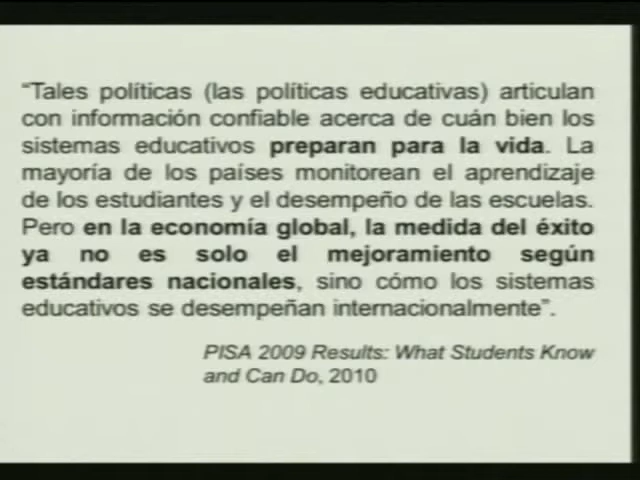 “Tales políticas (las políticas educativas) articulan
con información confiable acerca de cuán bien los
sistemas educativos preparan para la vida. La
mayoría de los países monitorean el aprendizaje
de los estudiantes y el desempeño de las escuelas.
Pero en la economía global, la medida del éxito
ya no es solo el mejoramiento según
estándares nacionales, sino cómo los sistemas
educativos se desempeñan internacionalmente”.
PISA 2009 Results: What Students Know
and Can Do, 2010